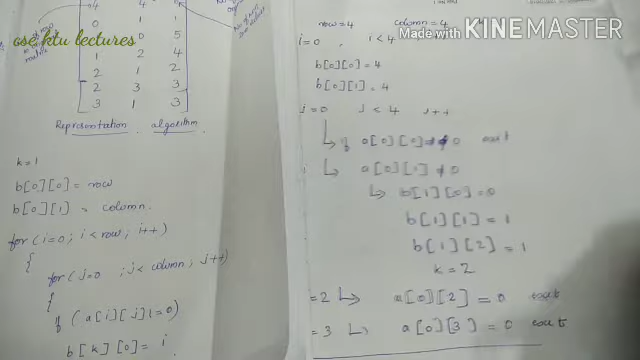 cse ktu lectures
Made with KINEMASTER
4 4
0 1 1
0 5
1 2 4
2 1 2
2 3 3
3 1 3
Representation algorithm.
k=1
b[0][0] = row
b[0][1] = column.
for (i=0; i<row; i++)
{
for (j=0 ; j< column; j++)
{
if (a[i][j] != 0)
b[k][0] = i
row=4 column=4
i=0 , i<4
b[0][0]=4
b[0][1]=4
j=0 j<4 i++
if a[0][0] ≠ 0 exit
a[0][1] ≠ 0
b[1][0]=0
b[1][1]=1
b[1][2]=1
k=2
=2 a[0][2] = 0 exit
=3 a[0][3] = 0 exit